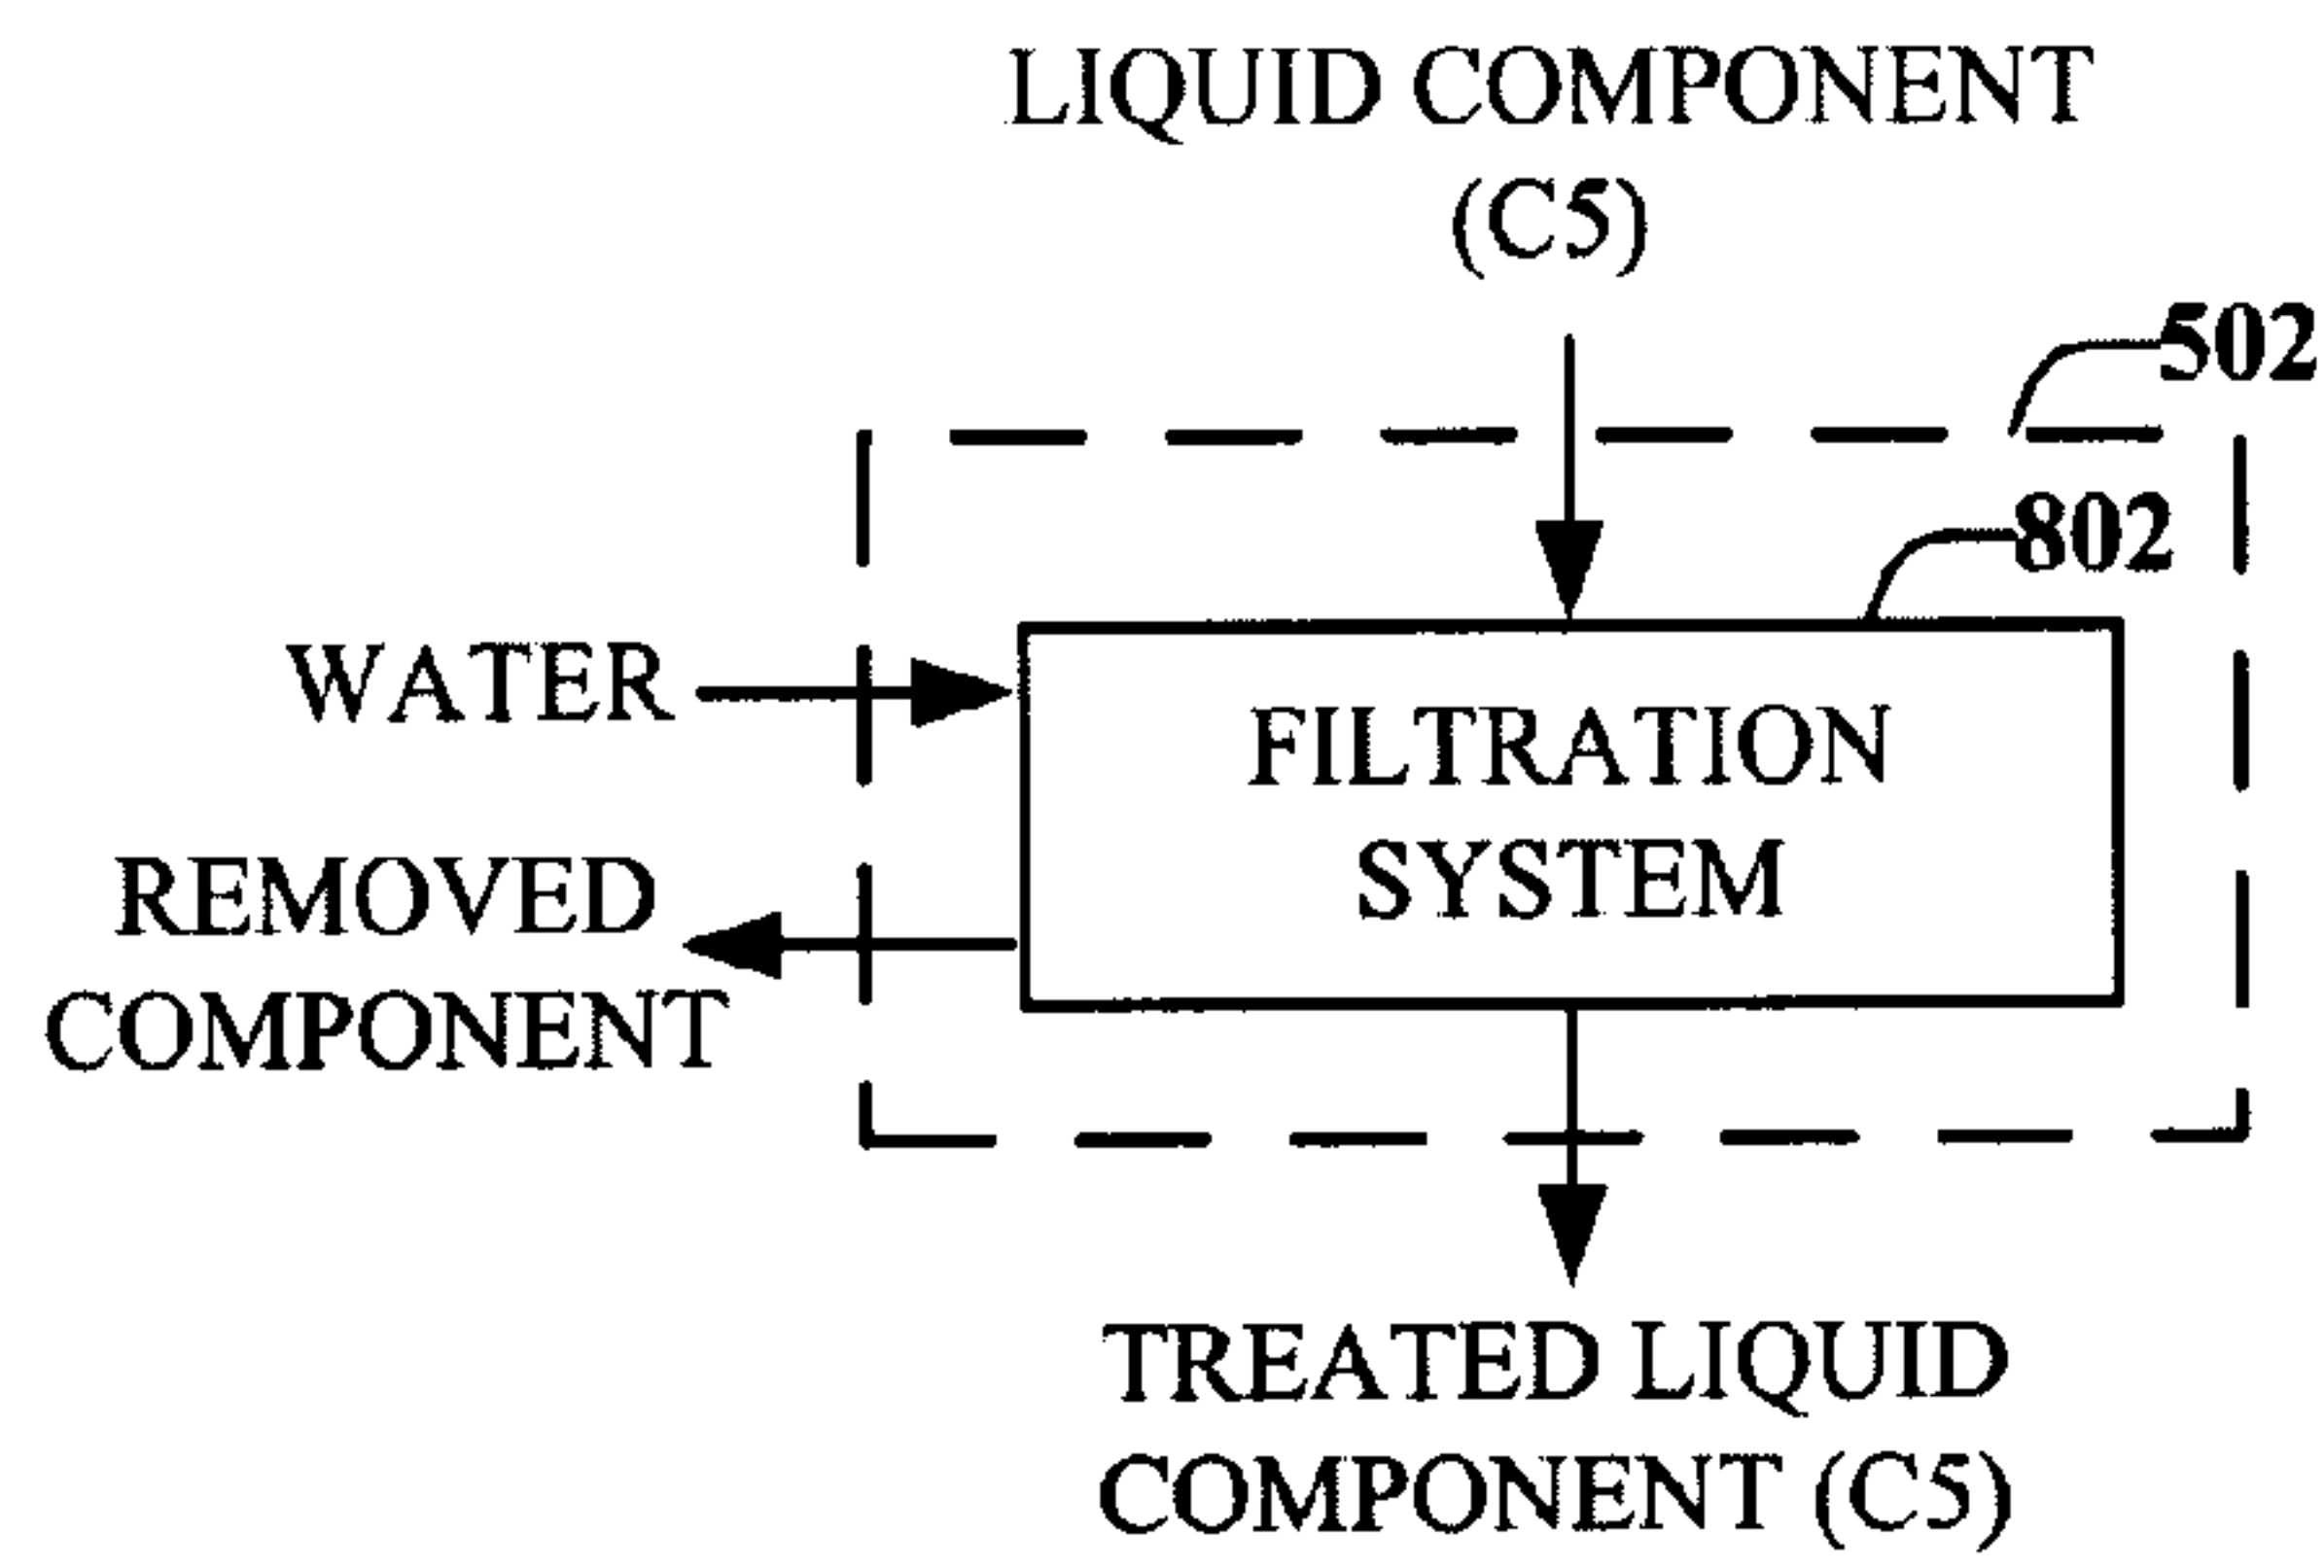 LIQUID COMPONENT
(C5)
502
802
WATER
FILTRATION
SYSTEM
REMOVED
COMPONENT
TREATED LIQUID
COMPONENT (C5)